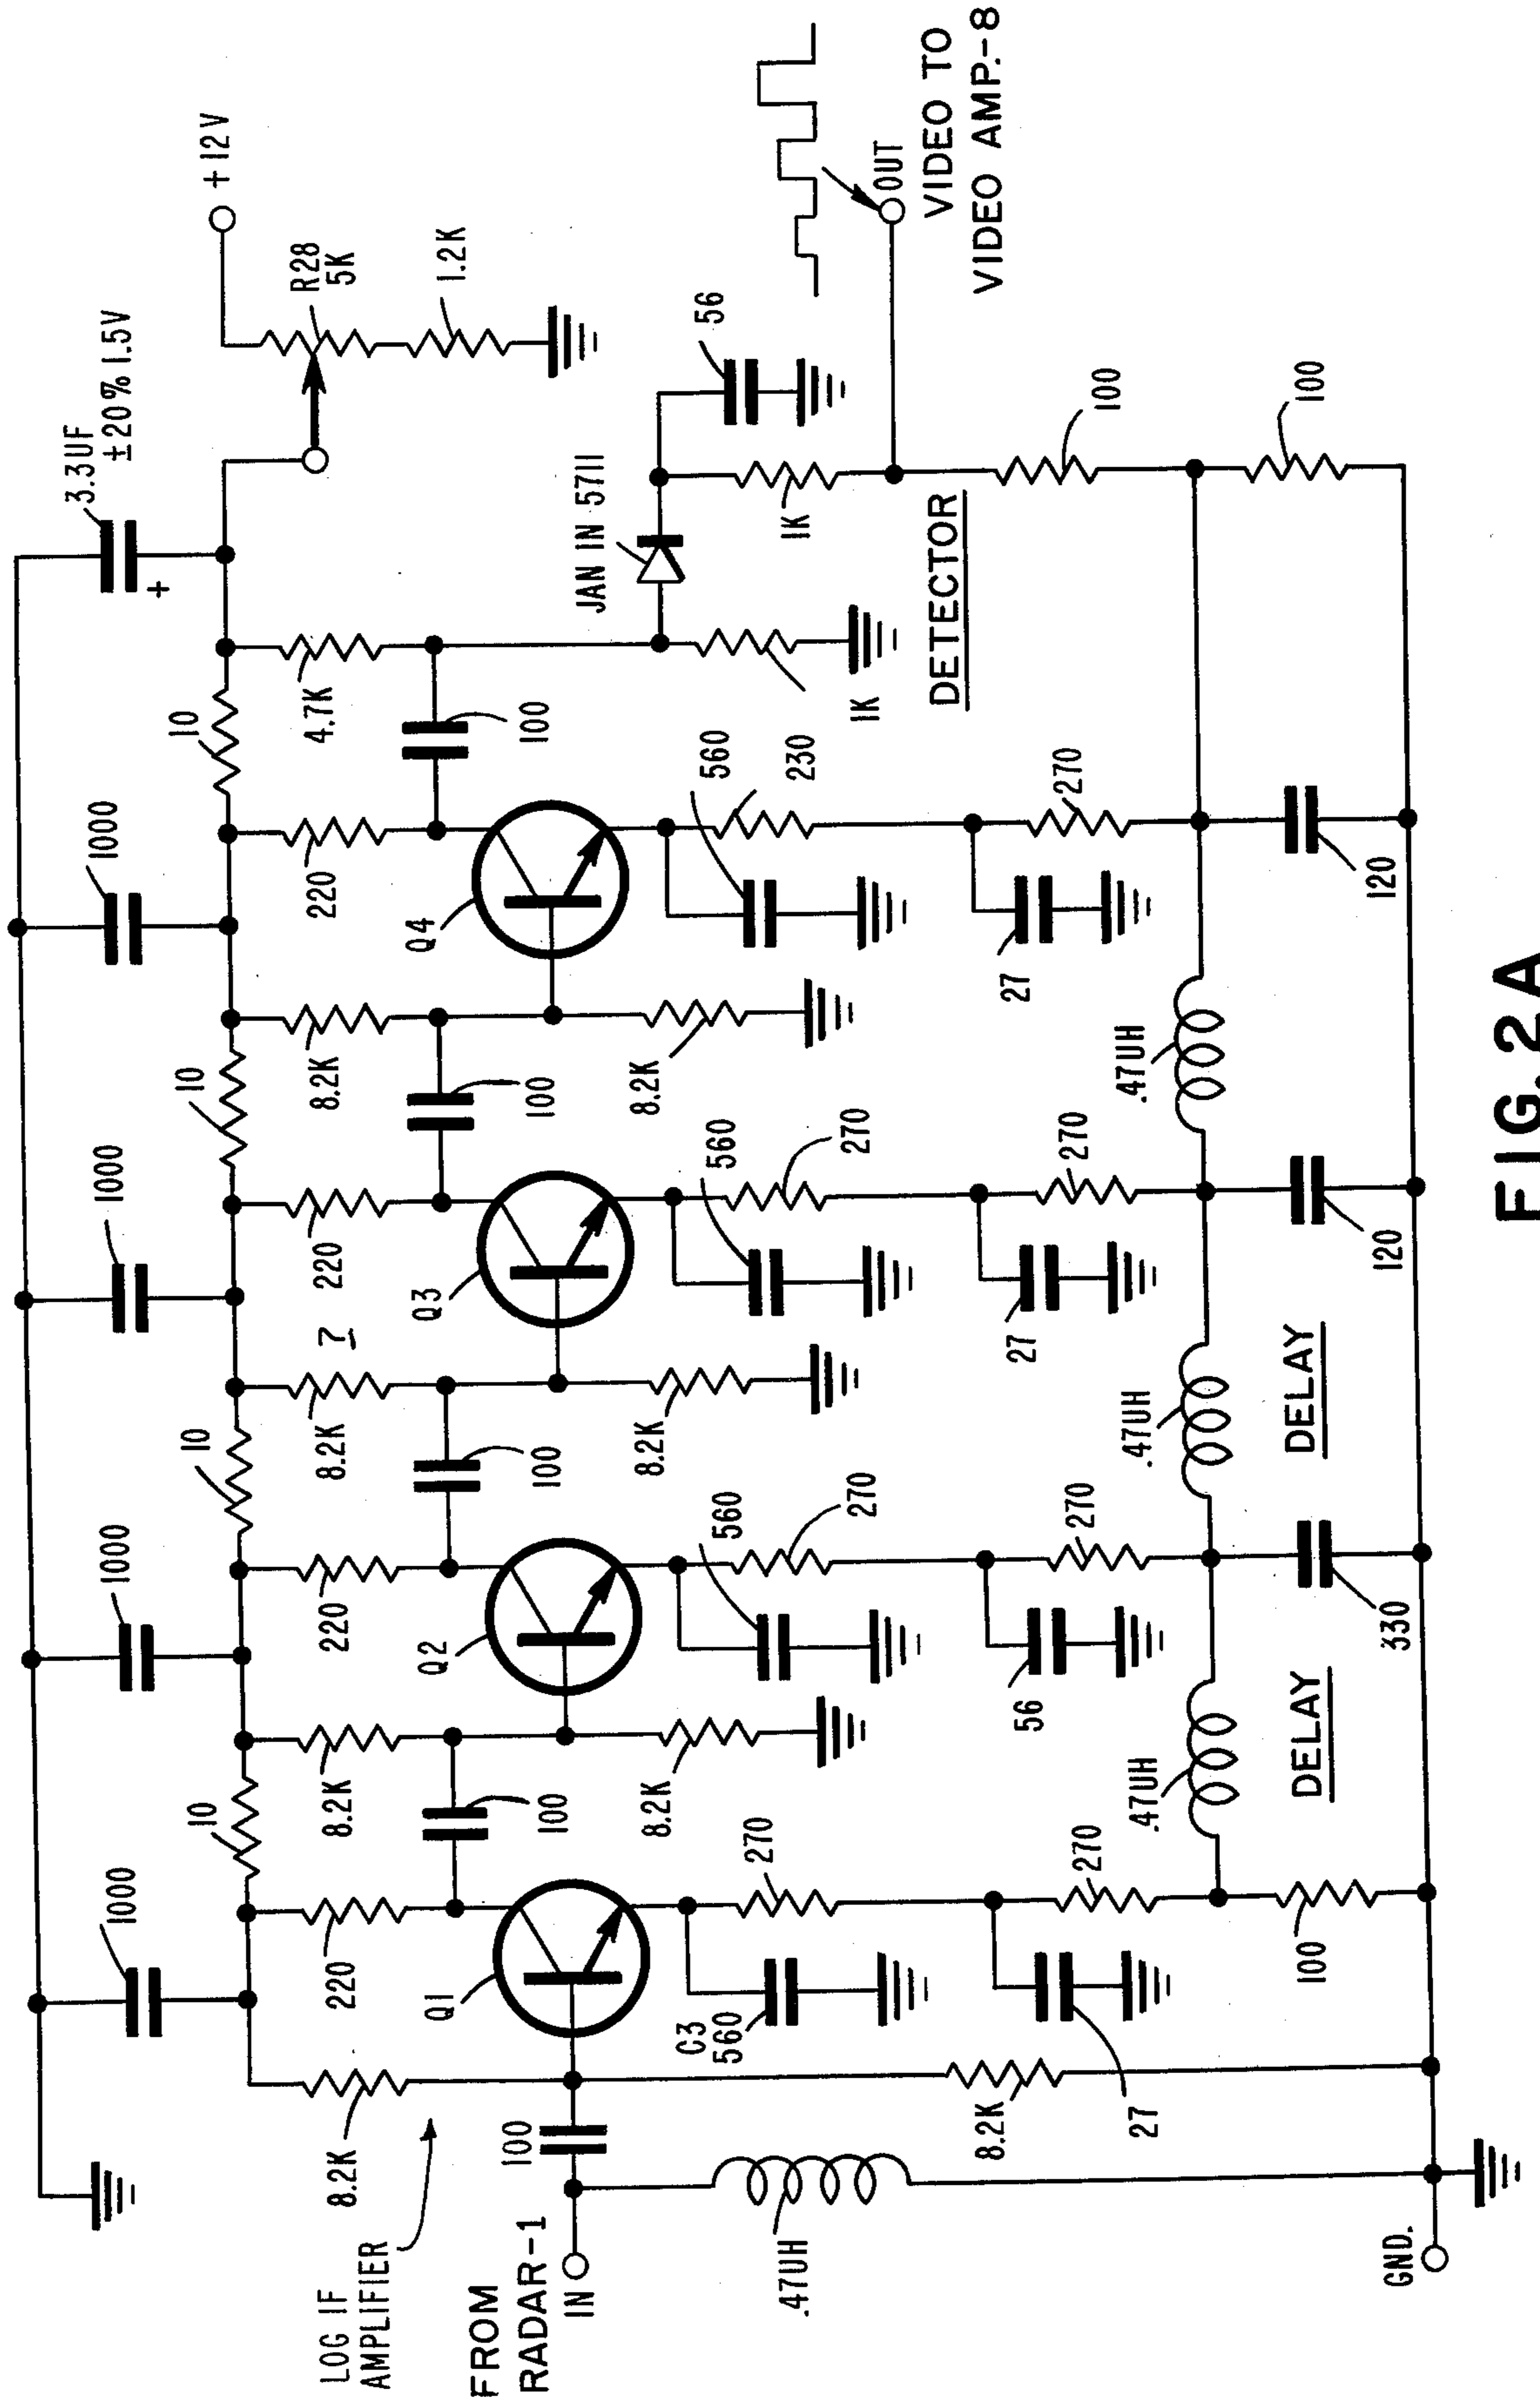 3.3UF
±20% 1.5V
+12V
R28
5K
1.2K
1000
1000
1000
1000
1000
10
10
10
10
8.2K
220
8.2K
220
8.2K
7
220
8.2K
220
4.7K
LOG IF
AMPLIFIER
FROM
RADAR-1
IN
100
Q1
100
Q2
100
Q3
100
Q4
100
JAN IN 5711
56
1K
1K
DETECTOR
OUT
VIDEO TO
VIDEO AMP.-8
C3
560
270
8.2K
560
270
8.2K
560
270
8.2K
560
230
.47UH
8.2K
27
270
56
270
27
270
27
270
100
100
.47UH
.47UH
.47UH
100
DELAY
330
DELAY
120
120
GND.
FIG. 2A